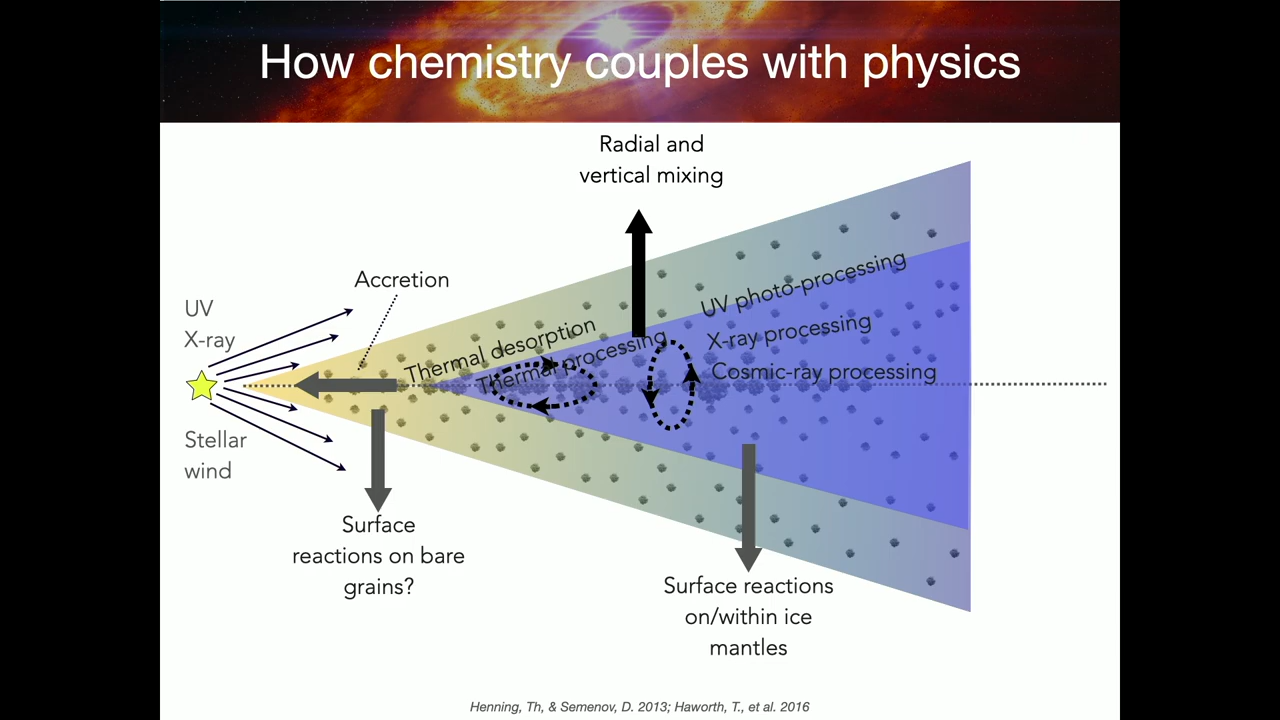 How chemistry couples with physics
Radial and
vertical mixing
Accretion
UV
X-ray
Stellar
wind
Thermal desorption
Thermal processing
UV photo-processing
X-ray processing
Cosmic-ray processing
Surface
reactions on bare
grains?
Surface reactions
on/within ice
mantles
Henning, Th, & Semenov, D. 2013; Haworth, T., et al. 2016